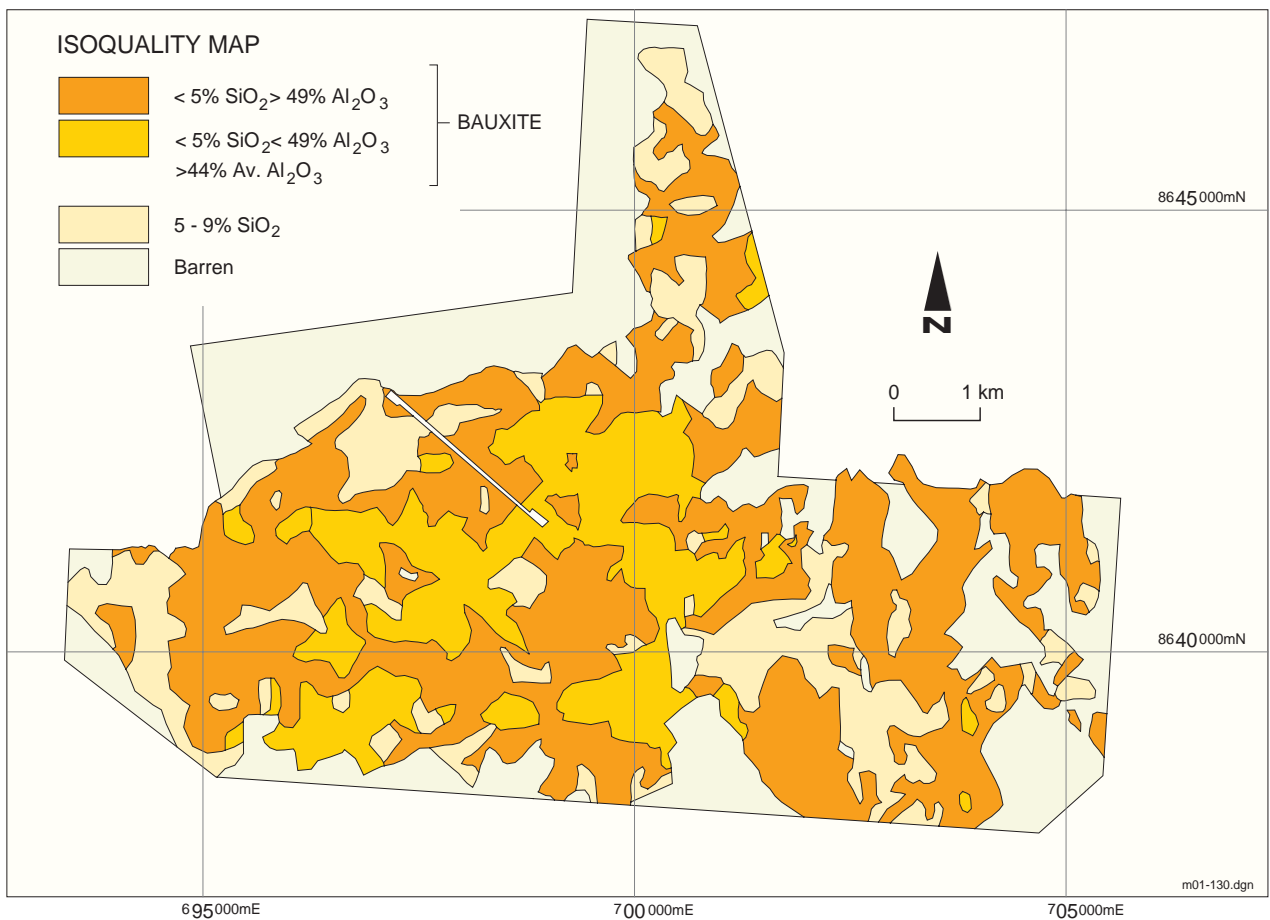 ISOQUALITY MAP
< 5% SiO₂> 49% Al₂O₃
< 5% SiO₂< 49% Al₂O₃
>44% Av. Al₂O₃
BAUXITE
5 - 9% SiO₂
Barren
8645000mN
N
0 1 km
8640000mN
m01-130.dgn
695000mE 700000mE 705000mE